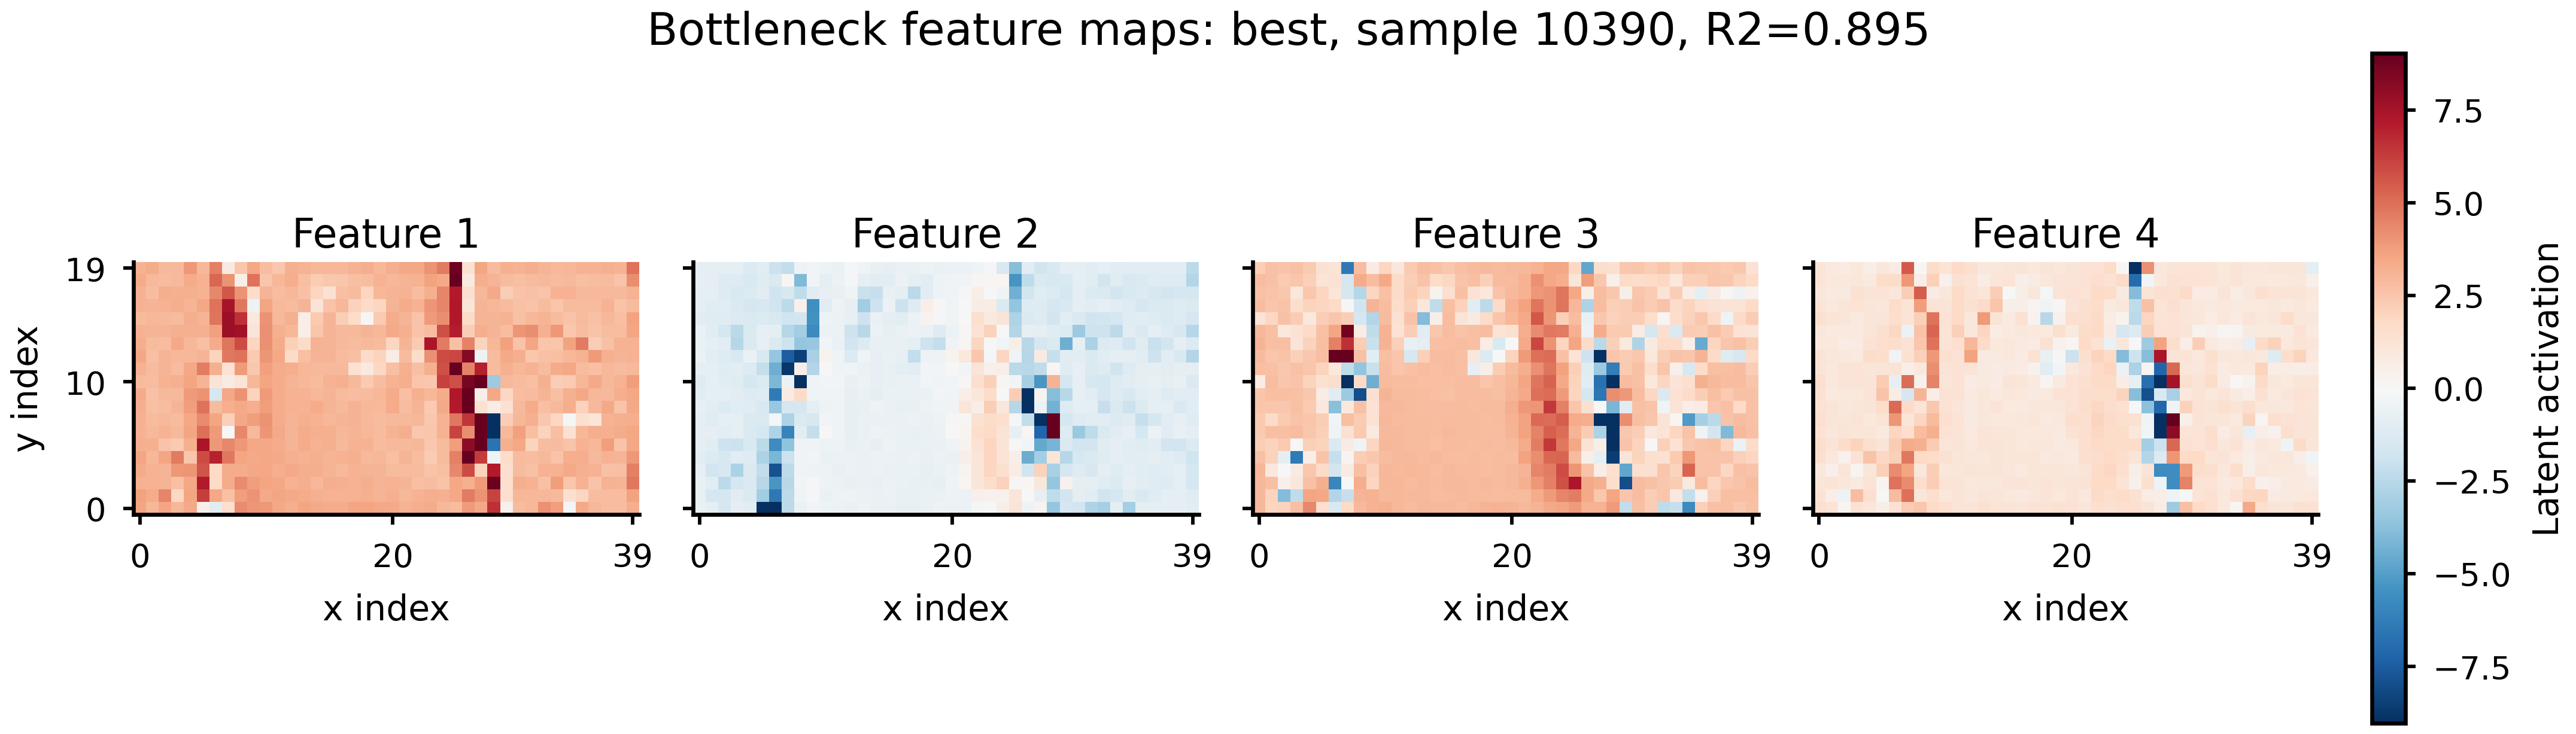 Bottleneck feature maps: best, sample 10390, R2=0.895
Feature 1
Feature 2
Feature 3
Feature 4
y index
19
10
0
0 20 39
0 20 39
0 20 39
0 20 39
x index
x index
x index
x index
7.5
5.0
2.5
0.0
−2.5
−5.0
−7.5
Latent activation